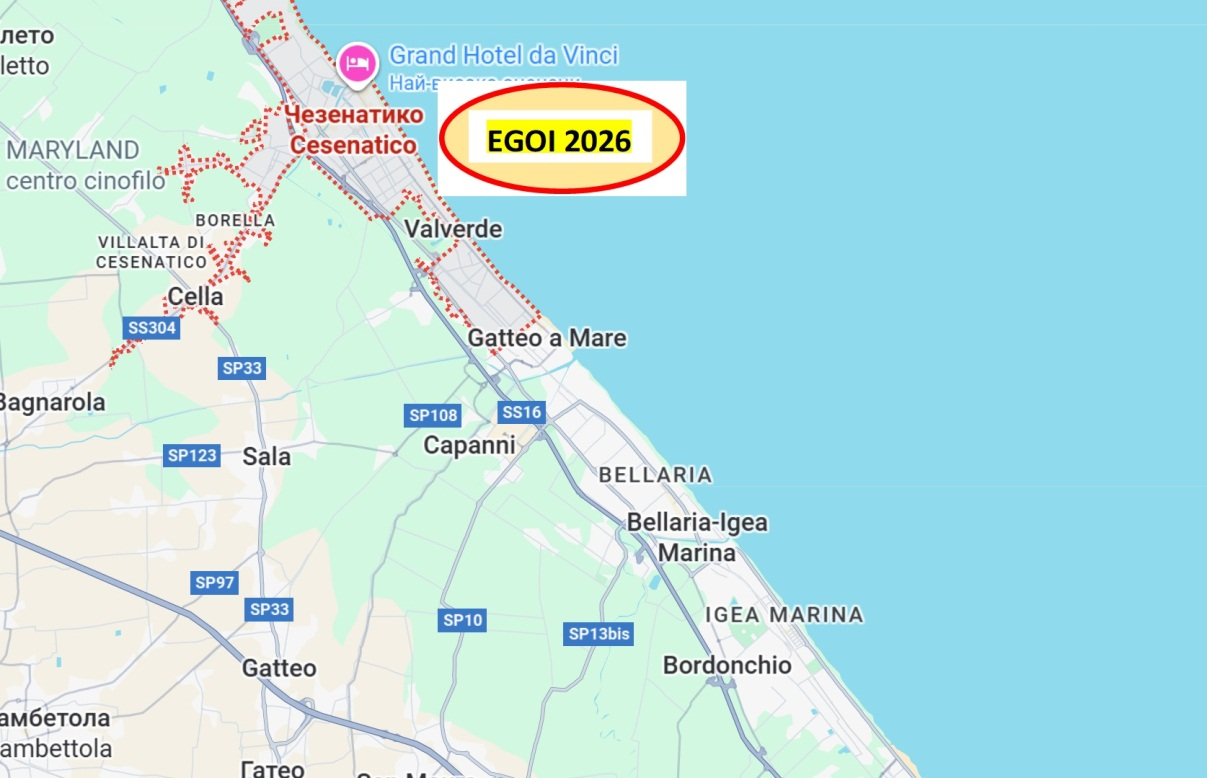 лето
letto
Grand Hotel da Vinci
Чезенатико
Cesenatico
EGOI 2026
MARYLAND
centro cinofilo
BORELLA
Valverde
VILLALTA DI
CESENATICO
Cella
SS304
Gatteo a Mare
SP33
Bagnarola
SP108
SS16
Capanni
SP123
Sala
BELLARIA
Bellaria-Igea
Marina
SP97
SP33
SP10
IGEA MARINA
SP13bis
Gatteo
Bordonchio
амбетола
ambettola
Гатео